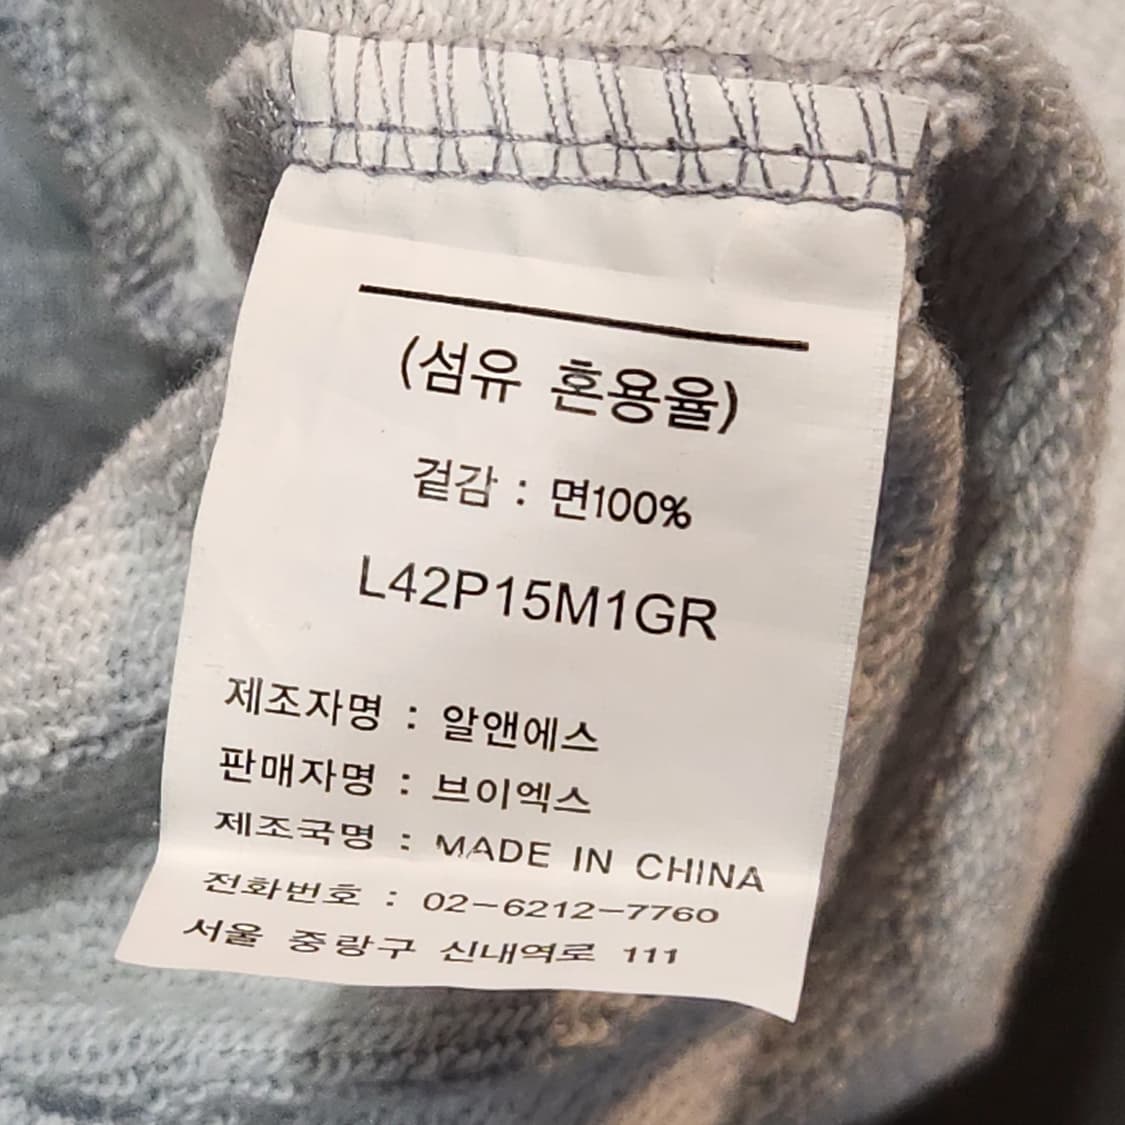 (섬유 혼용율)
겉감 : 면100%
L42P15M1GR
제조자명 : 알앤에스
판매자명 : 브이엑스
제조국명 : MADE IN CHINA
전화번호 : 02-6212-7760
서울 중랑구 신내역로 111